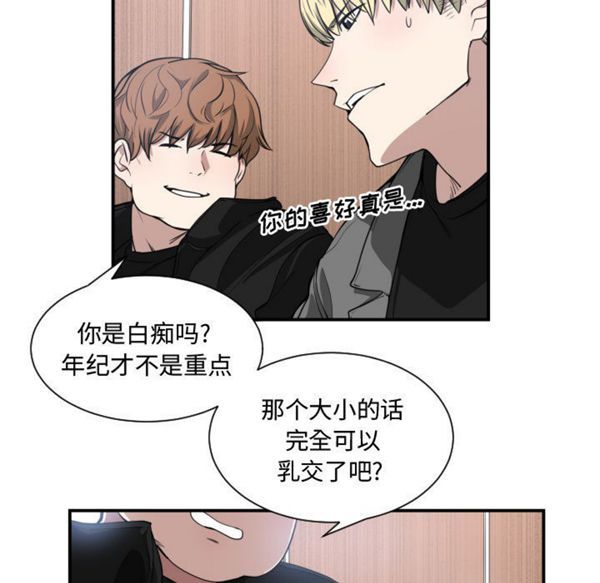 你的喜好真是...
你是白痴吗?
年纪才不是重点
那个大小的话
完全可以
乳交了吧?